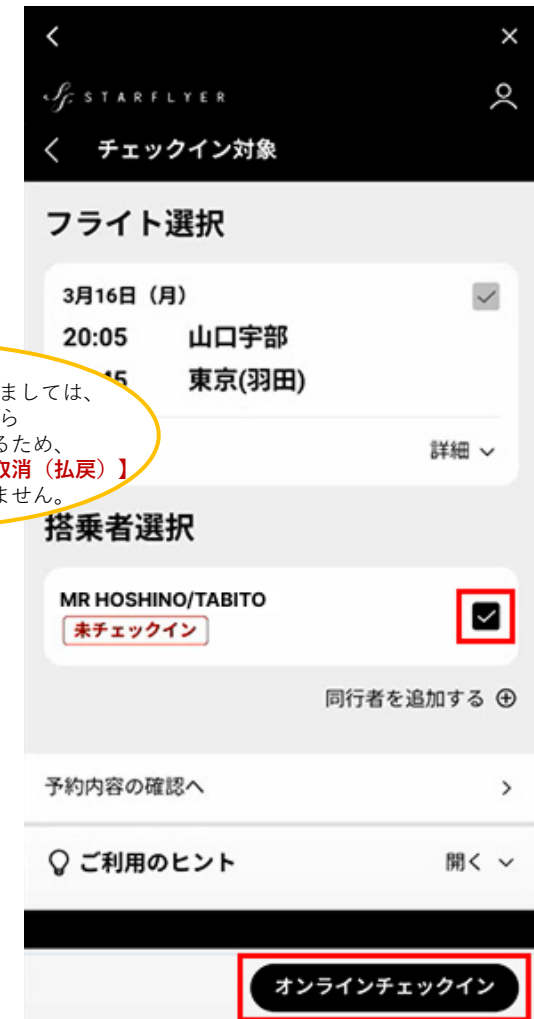 STARFLYER
チェックイン対象
フライト選択
3月16日（月）
20:05 山口宇部
東京(羽田)
ましては、
ら
るため、
取消（払戻）】
ません。
詳細
搭乗者選択
MR HOSHINO/TABITO
未チェックイン
同行者を追加する
予約内容の確認へ
ご利用のヒント 開く
オンラインチェックイン